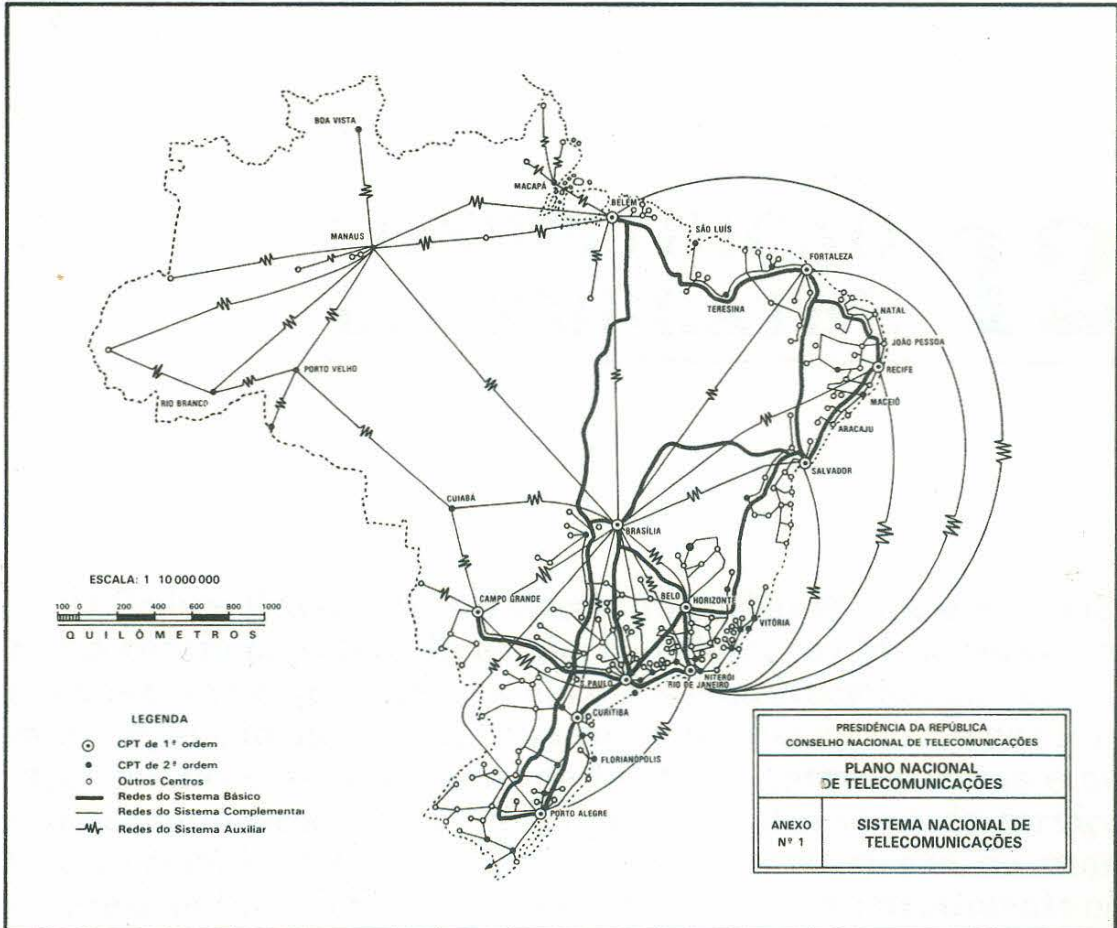 BOA VISTA
MACAPÁ
BELÉM
MANAUS
SÃO LUÍS
FORTALEZA
TERESINA
NATAL
JOÃO PESSOA
RECIFE
PORTO VELHO
RIO BRANCO
MACEIÓ
ARACAJU
SALVADOR
CUIABÁ
BRASÍLIA
ESCALA: 1 10 000 000
100 0 200 400 600 800 1000
QUILÔMETROS
CAMPO GRANDE
BELO HORIZONTE
VITÓRIA
NITERÓI
S. PAULO
RIO DE JANEIRO
CURITIBA
FLORIANÓPOLIS
PORTO ALEGRE
LEGENDA
CPT de 1ª ordem
CPT de 2ª ordem
Outros Centros
Redes do Sistema Básico
Redes do Sistema Complementar
Redes do Sistema Auxiliar
PRESIDÊNCIA DA REPÚBLICA
CONSELHO NACIONAL DE TELECOMUNICAÇÕES
PLANO NACIONAL
DE TELECOMUNICAÇÕES
ANEXO
Nº 1
SISTEMA NACIONAL DE
TELECOMUNICAÇÕES